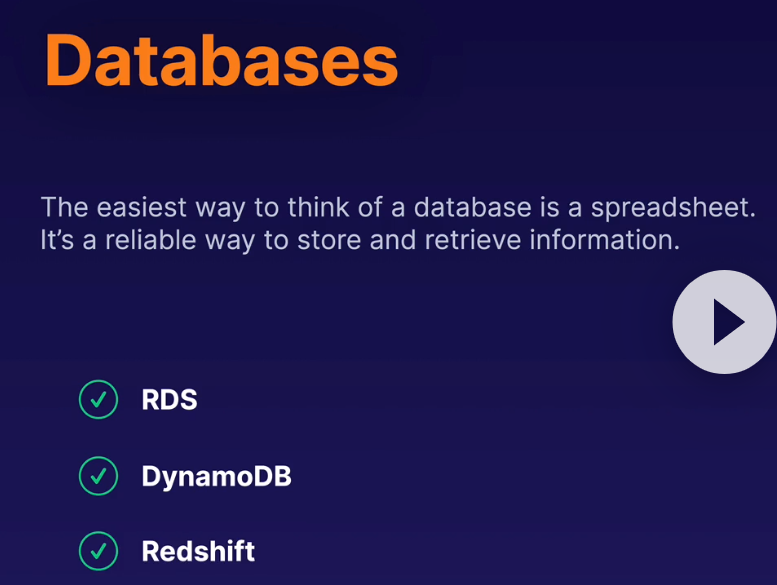 Databases
The easiest way to think of a database is a spreadsheet.
It’s a reliable way to store and retrieve information.
RDS
DynamoDB
Redshift